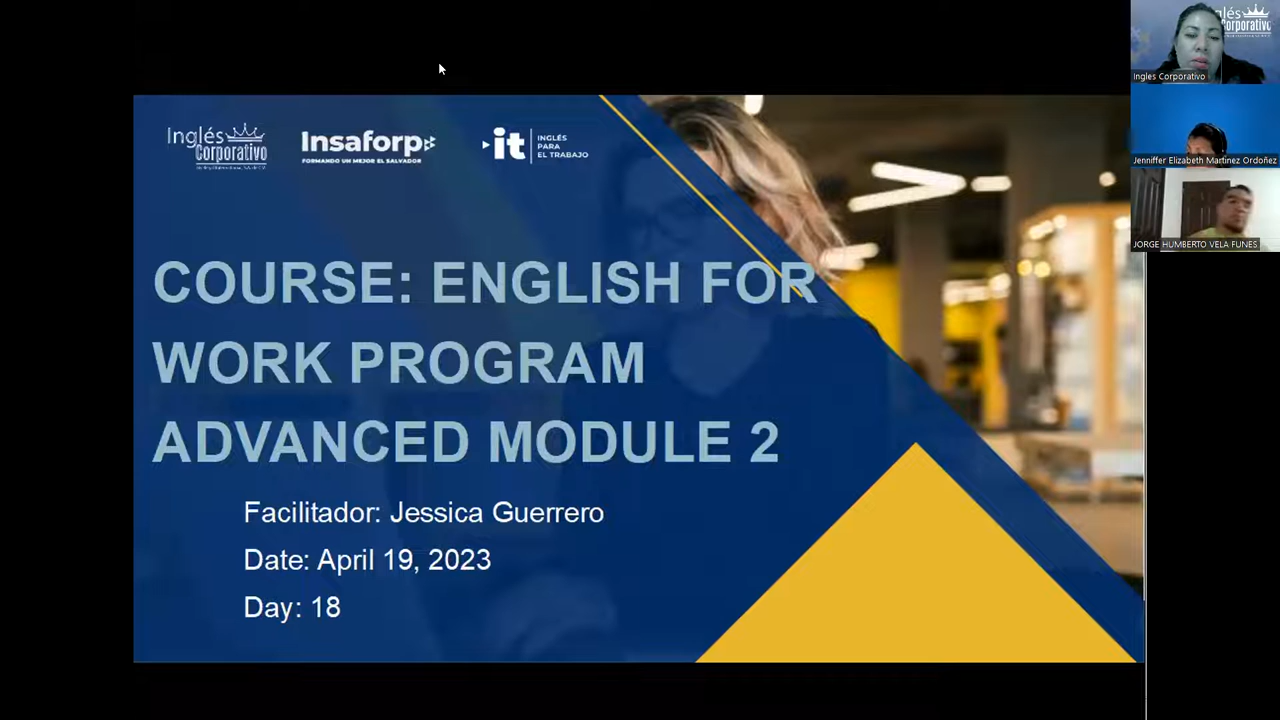 Inglés
Corporativo
Insaforp
FORMANDO UN MEJOR EL SALVADOR
it
INGLÉS
PARA
EL TRABAJO
COURSE: ENGLISH FOR
WORK PROGRAM
ADVANCED MODULE 2
Facilitador: Jessica Guerrero
Date: April 19, 2023
Day: 18
glés
Corporativo
Ingles Corporativo
Jenniffer Elizabeth Martinez Ordoñez
JORGE HUMBERTO VELA FUNES